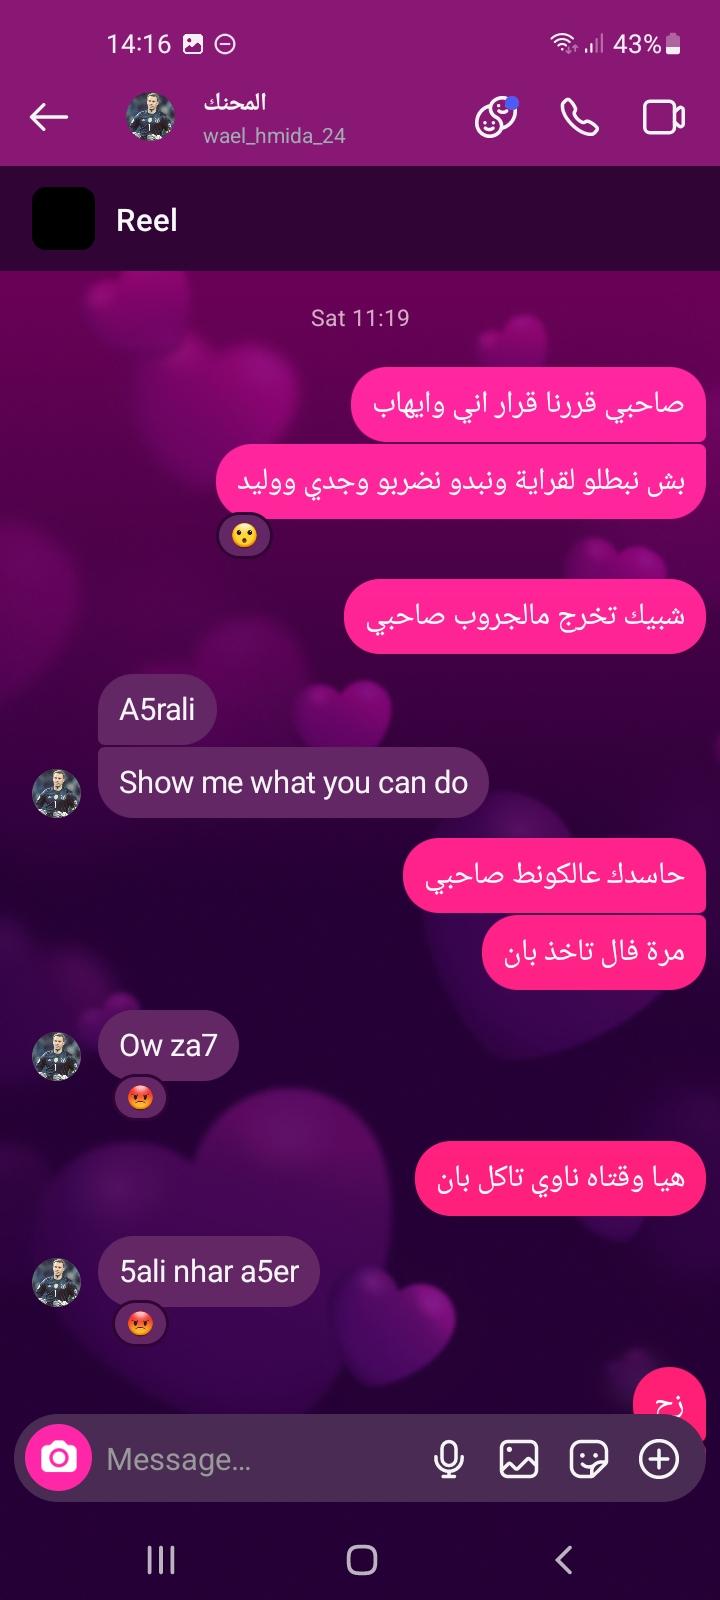 14:16
43%
المحنك
wael_hmida_24
Reel
Sat 11:19
صاحبي قررنا قرار اني وايهاب
بش نبطلو لقراية ونبدو نضربو وجدي ووليد
شبيك تخرج مالجروب صاحبي
A5rali
Show me what you can do
حاسدك عالكونط صاحبي
مرة فال تاخذ بان
Ow za7
هيا وقتاه ناوي تاكل بان
5ali nhar a5er
زح
Message...